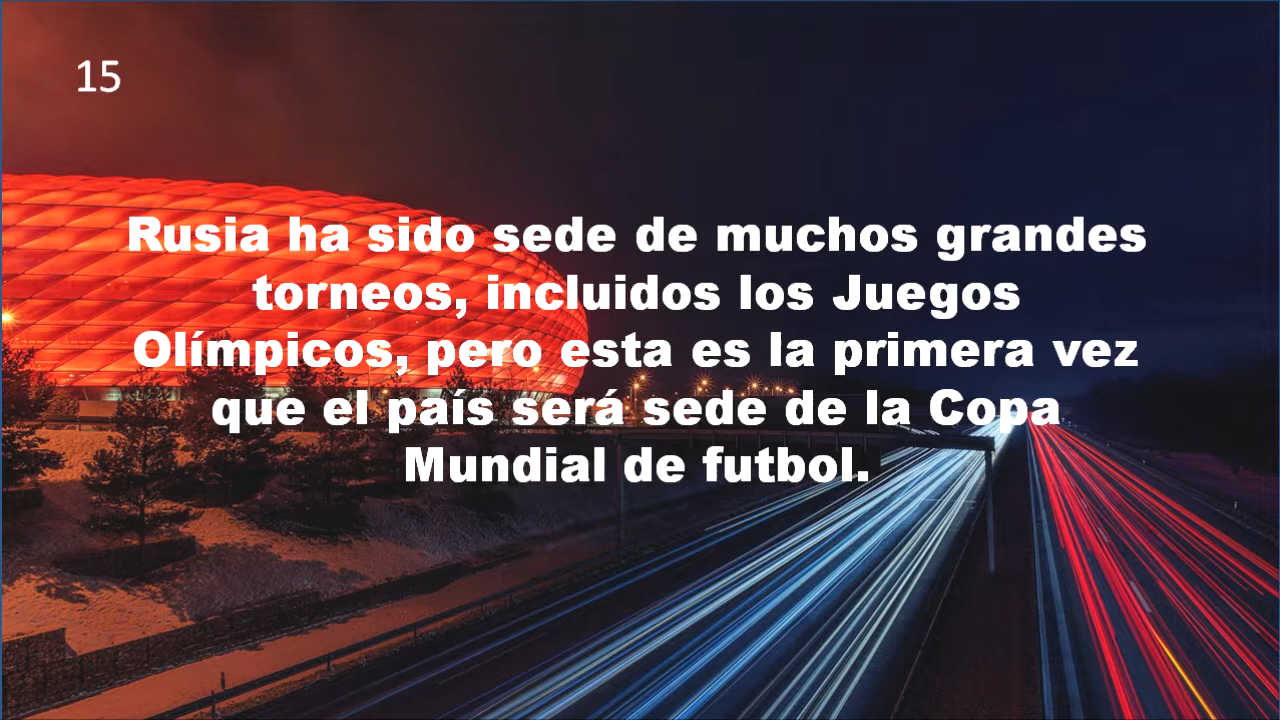 15
Rusia ha sido sede de muchos grandes
torneos, incluidos los Juegos
Olímpicos, pero esta es la primera vez
que el país será sede de la Copa
Mundial de futbol.